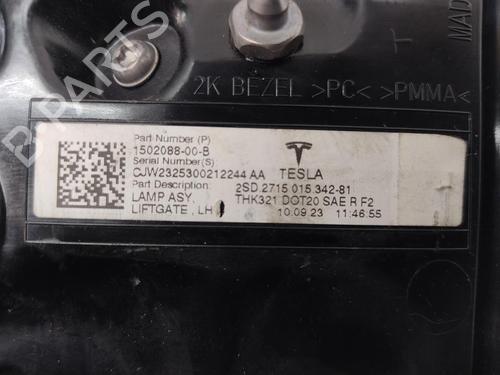 2K BEZEL >PC< >PMMA<
T
MAD
B PARTS
Part Number (P)
1502088-00-B
Serial Number(S)
CJW2325300212244 AA TESLA
Part Description: 2SD 2715 015 342-81
LAMP ASY, THK321 DOT20 SAE R F2
LIFTGATE , LH 10.09.23 11:46:55